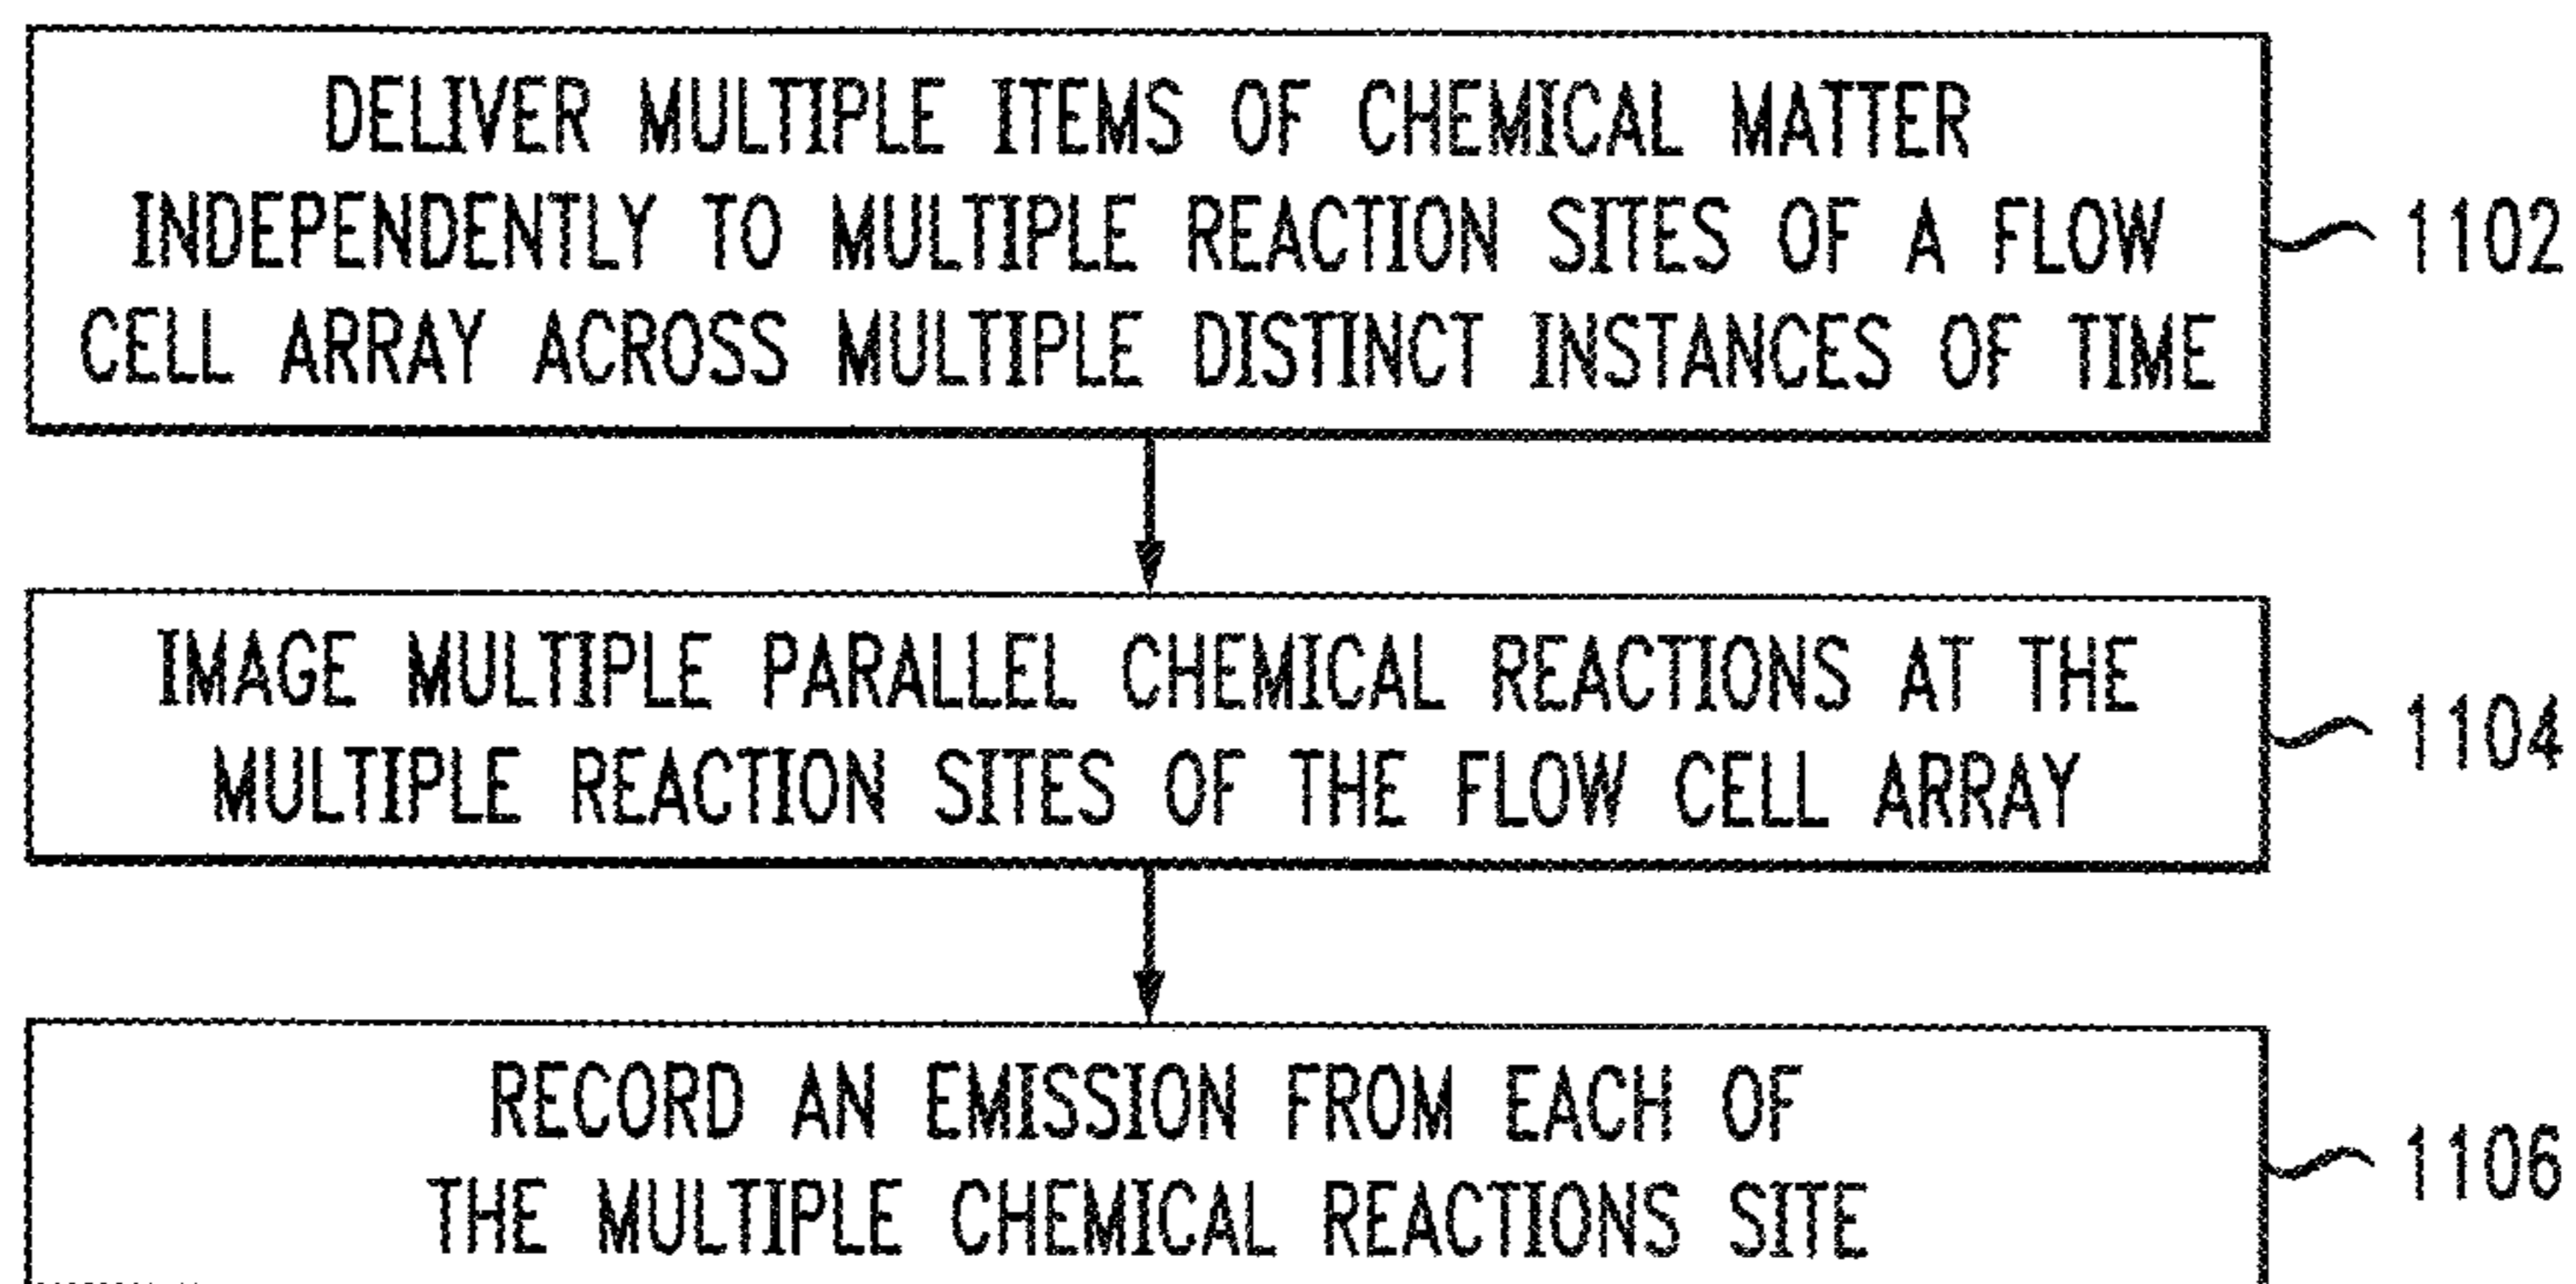 DELIVER MULTIPLE ITEMS OF CHEMICAL MATTER
INDEPENDENTLY TO MULTIPLE REACTION SITES OF A FLOW
CELL ARRAY ACROSS MULTIPLE DISTINCT INSTANCES OF TIME
1102
IMAGE MULTIPLE PARALLEL CHEMICAL REACTIONS AT THE
MULTIPLE REACTION SITES OF THE FLOW CELL ARRAY
1104
RECORD AN EMISSION FROM EACH OF
THE MULTIPLE CHEMICAL REACTIONS SITE
1106